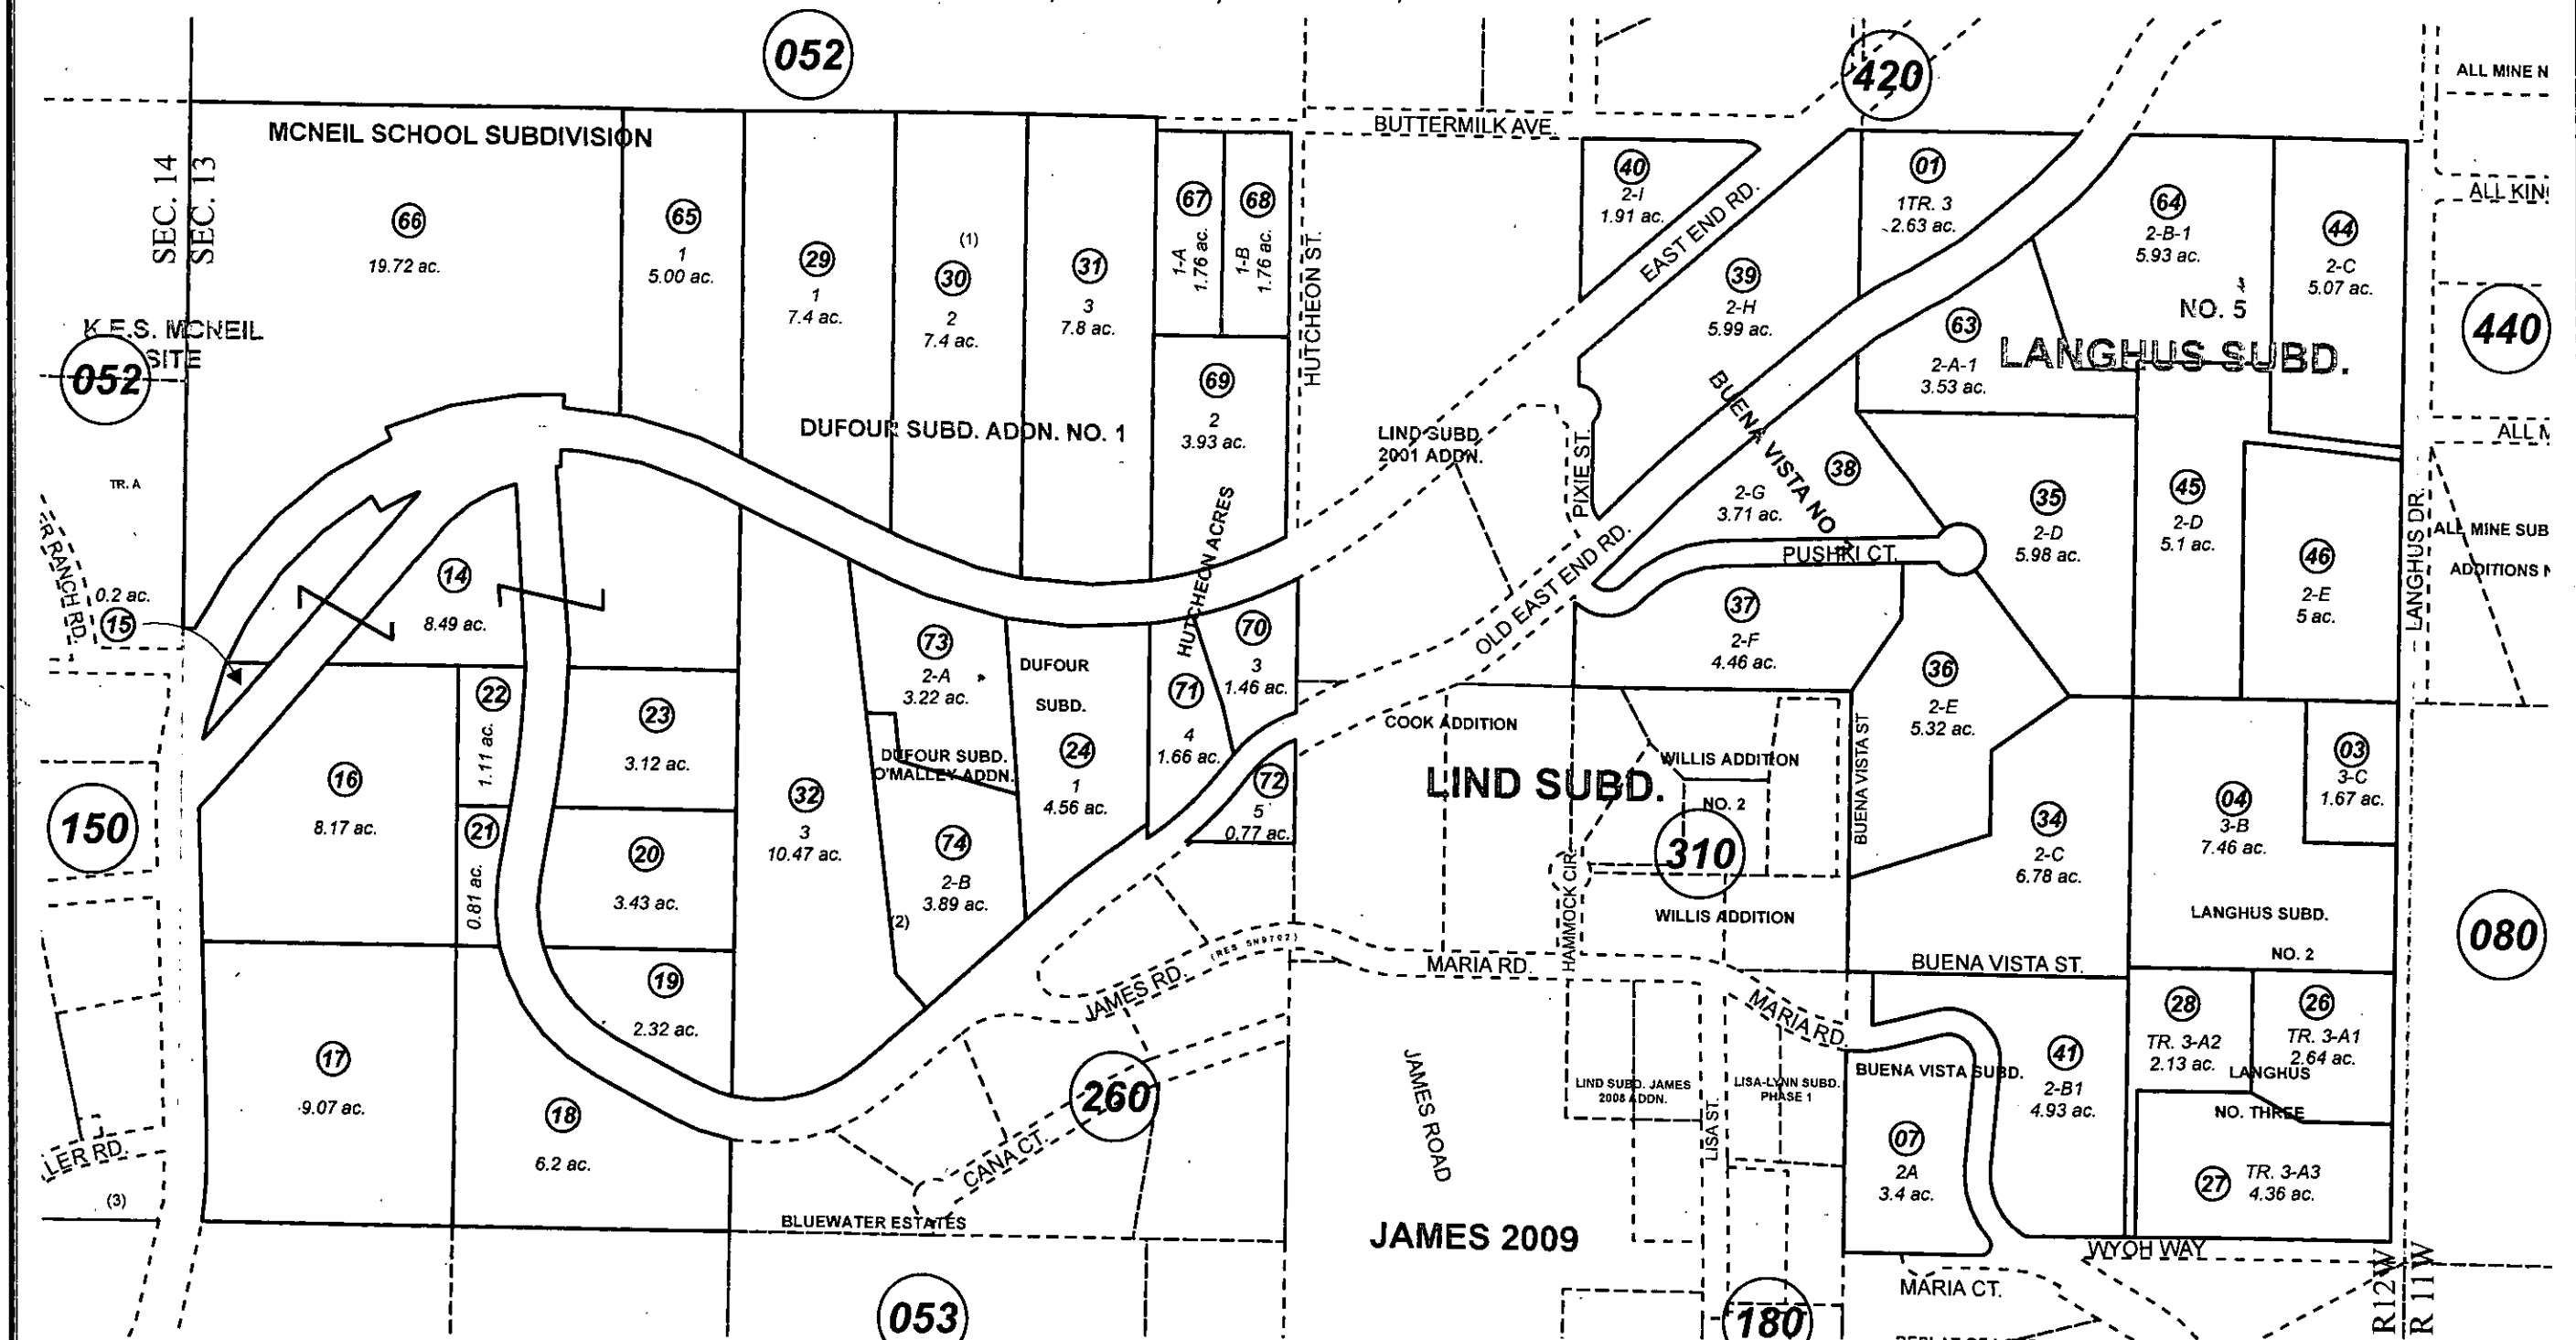 052
420
ALL MINE N
MCNEIL SCHOOL SUBDIVISION
BUTTERMILK AVE.
SEC. 14
SEC. 13
66
19.72 ac.
65
1
5.00 ac.
29
1
7.4 ac.
(1)
30
2
7.4 ac.
31
3
7.8 ac.
67
1-A
1.76 ac.
68
1-B
1.76 ac.
HUTCHEON ST.
40
2-I
1.91 ac.
EAST END RD.
39
2-H
5.99 ac.
01
1TR. 3
2.63 ac.
64
2-B-1
5.93 ac.
44
2-C
5.07 ac.
ALL KIN
NO. 5
LANGHUS SUBD.
440
K.E.S. MCNEIL
SITE
052
63
2-A-1
3.53 ac.
69
2
3.93 ac.
DUFOUR SUBD. ADDN. NO. 1
LIND SUBD.
2001 ADDN.
PIXIE ST.
BUENA VISTA NO
38
2-G
3.71 ac.
35
2-D
5.98 ac.
45
2-D
5.1 ac.
46
2-E
5 ac.
LANGHUS DR.
ALL M
ALL MINE SUB
ADDITIONS
TR. A
ER RANCH RD.
0.2 ac.
15
14
8.49 ac.
HUTCHEON ACRES
OLD EAST END RD.
PUSHKI CT.
37
2-F
4.46 ac.
36
2-E
5.32 ac.
73
2-A
3.22 ac.
DUFOUR
SUBD.
24
1
4.56 ac.
70
3
1.46 ac.
71
4
1.66 ac.
72
5
0.77 ac.
22
1.11 ac.
23
3.12 ac.
16
8.17 ac.
21
0.81 ac.
20
3.43 ac.
32
3
10.47 ac.
DUFOUR SUBD.
O'MALLEY ADDN.
74
2-B
3.89 ac.
(2)
150
COOK ADDITION
LIND SUBD.
WILLIS ADDITION
NO. 2
310
WILLIS ADDITION
HAMMOCK CIR.
BUENA VISTA ST
34
2-C
6.78 ac.
04
3-B
7.46 ac.
03
3-C
1.67 ac.
LANGHUS SUBD.
NO. 2
080
BUENA VISTA ST.
MARIA RD.
(RES SN9702)
JAMES RD.
19
2.32 ac.
17
9.07 ac.
18
6.2 ac.
260
CANA CT.
JAMES ROAD
LIND SUBD. JAMES
2008 ADDN.
LISA ST.
LISA-LYNN SUBD.
PHASE 1
MARIA RD.
BUENA VISTA SUBD.
41
2-B1
4.93 ac.
28
TR. 3-A2
2.13 ac.
26
TR. 3-A1
2.64 ac.
LANGHUS
NO. THREE
27
TR. 3-A3
4.36 ac.
07
2A
3.4 ac.
LER RD.
(3)
BLUEWATER ESTATES
JAMES 2009
WYOH WAY
MARIA CT.
053
180
R12W
R 11W